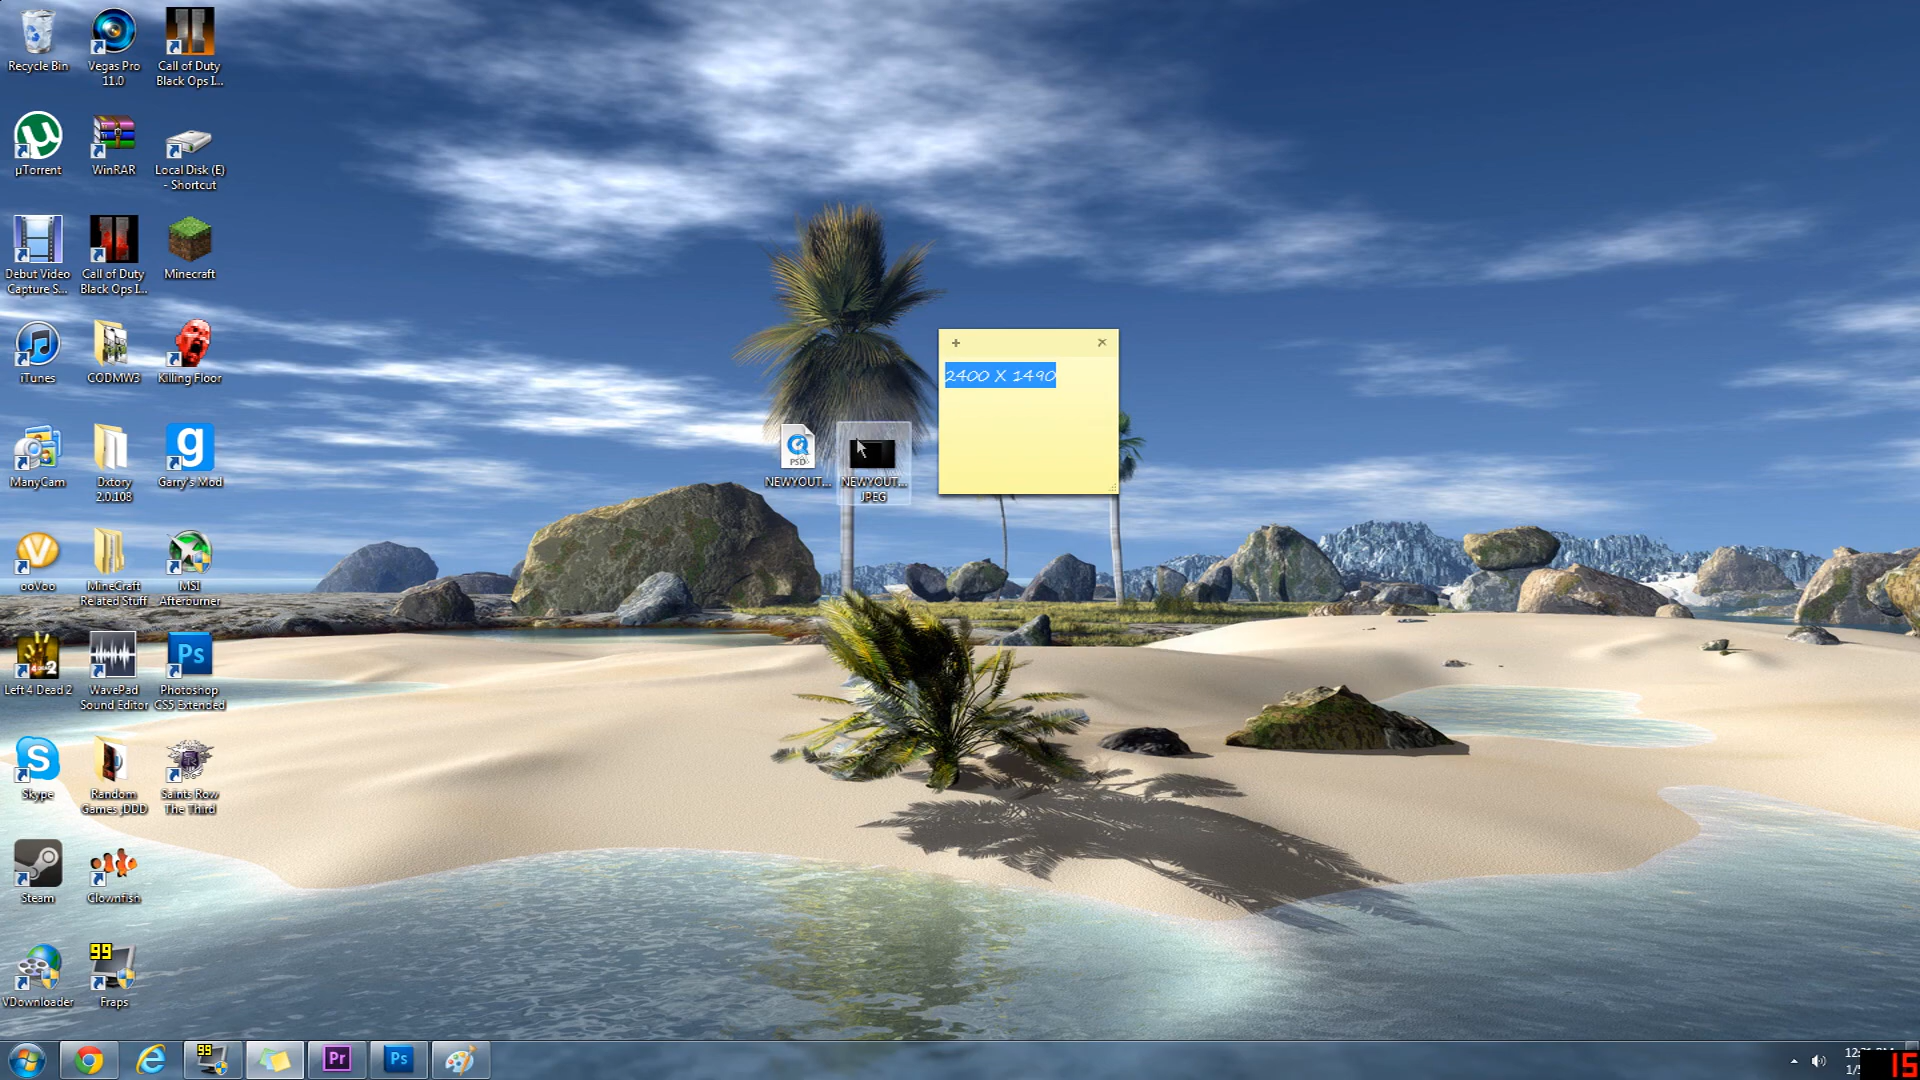 Recycle Bin
Vegas Pro
11.0
Call of Duty
Black Ops I...
µTorrent
WinRAR
Local Disk (E)
- Shortcut
Debut Video
Capture S...
Call of Duty
Black Ops I...
Minecraft
iTunes
CODMW3
Killing Floor
ManyCam
Dxtory
2.0.108
g
Garry's Mod
ooVoo
MineCraft
Related Stuff
MSI
Afterburner
Left 4 Dead 2
WavePad
Sound Editor
Ps
Photoshop
CS5 Extended
Skype
Random
Games ;DDD
Saints Row
The Third
Steam
Clownfish
VDownloader
99
Fraps
PSD
NEWYOUT...
NEWYOUT...
JPEG
2400 X 1490
99
Pr
Ps
15